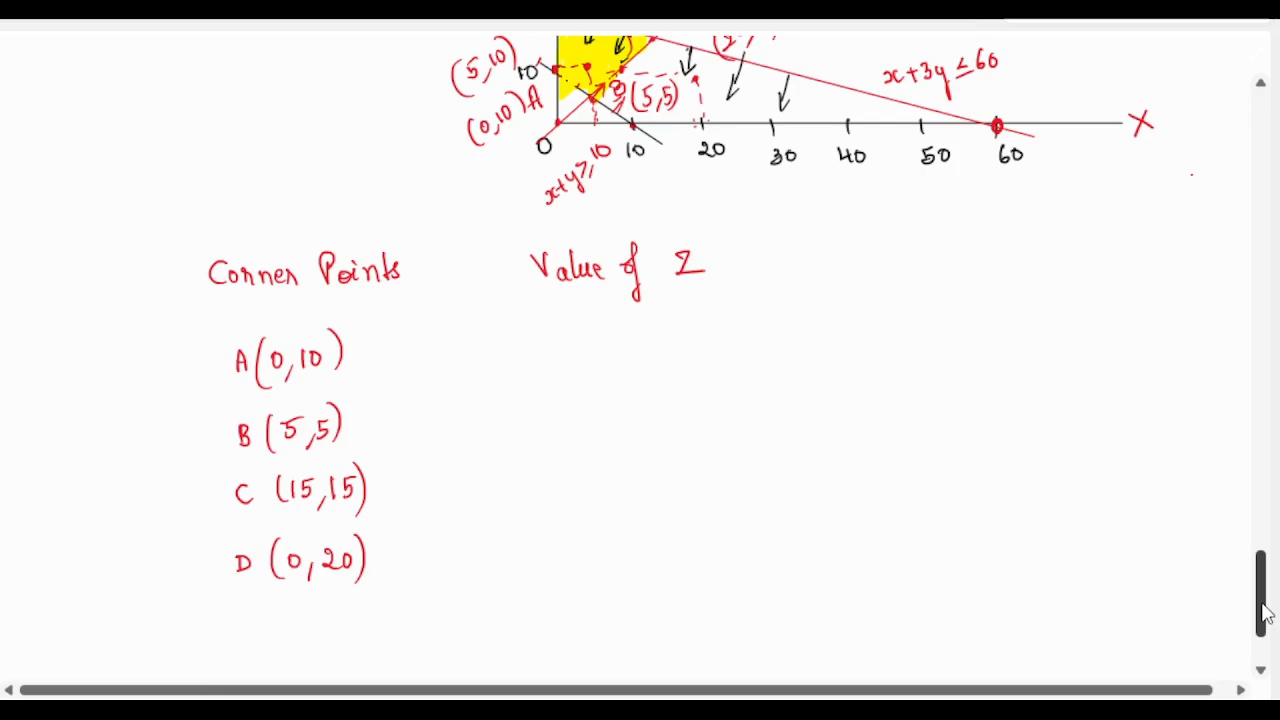 (5,10) 10
x+3y ≤ 60
(0,10) A
B (5,5)
X
0 10 20 30 40 50 60
x+y ≥ 10
Corner Points Value of Z
A (0,10)
B (5,5)
C (15,15)
D (0,20)